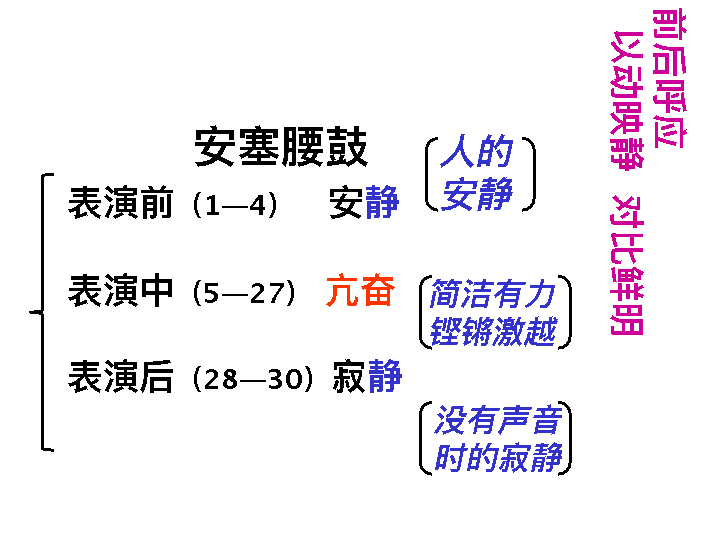 安塞腰鼓
人的
安静
表演前（1—4） 安静
表演中（5—27） 亢奋
简洁有力
铿锵激越
表演后（28—30）寂静
没有声音
时的寂静
前后呼应
以动映静 对比鲜明